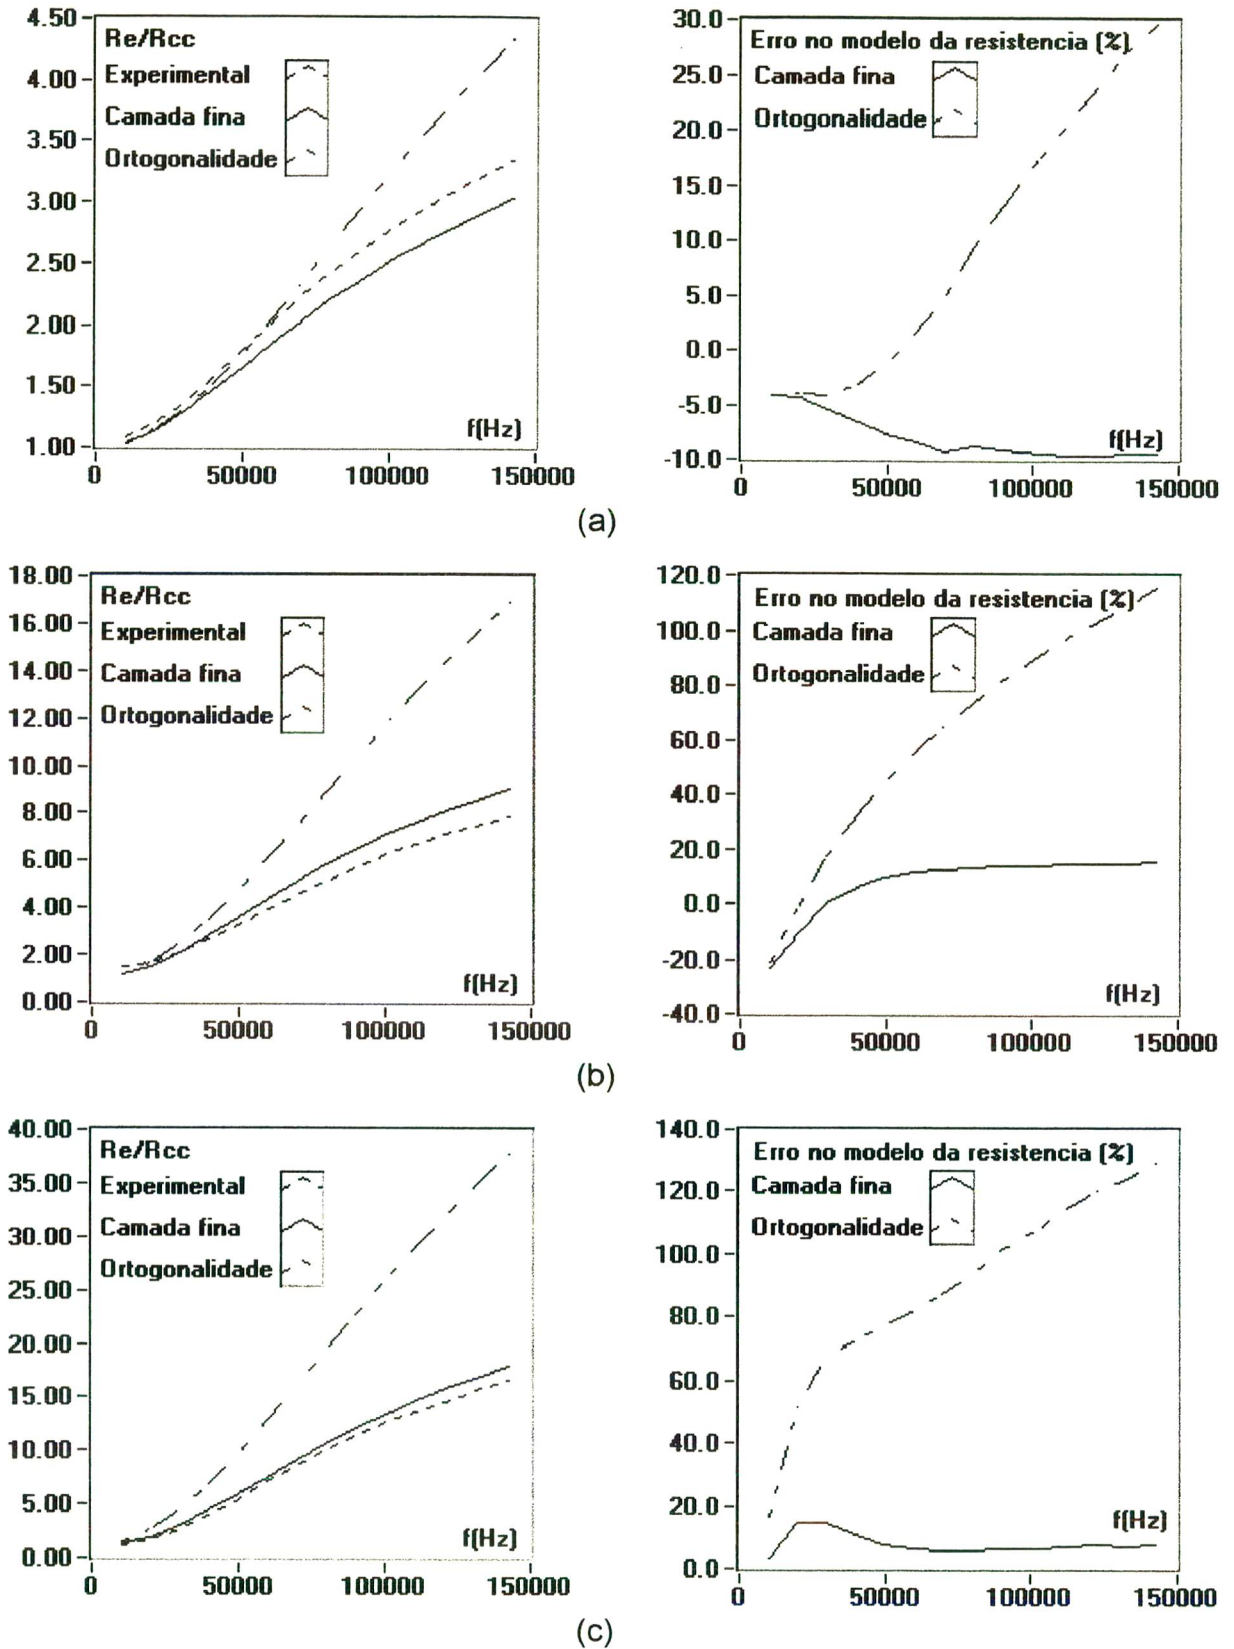 4.50
4.00
3.50
3.00
2.50
2.00
1.50
1.00
Re/Rcc
Experimental
Camada fina
Ortogonalidade
f(Hz)
0 50000 100000 150000
30.0
25.0
20.0
15.0
10.0
5.0
0.0
-5.0
-10.0
Erro no modelo da resistencia (%)
Camada fina
Ortogonalidade
f(Hz)
0 50000 100000 150000
(a)
18.00
16.00
14.00
12.00
10.00
8.00
6.00
4.00
2.00
0.00
Re/Rcc
Experimental
Camada fina
Ortogonalidade
f(Hz)
0 50000 100000 150000
120.0
100.0
80.0
60.0
40.0
20.0
0.0
-20.0
-40.0
Erro no modelo da resistencia (%)
Camada fina
Ortogonalidade
f(Hz)
0 50000 100000 150000
(b)
40.00
35.00
30.00
25.00
20.00
15.00
10.00
5.00
0.00
Re/Rcc
Experimental
Camada fina
Ortogonalidade
f(Hz)
0 50000 100000 150000
140.0
120.0
100.0
80.0
60.0
40.0
20.0
0.0
Erro no modelo da resistencia (%)
Camada fina
Ortogonalidade
f(Hz)
0 50000 100000 150000
(c)